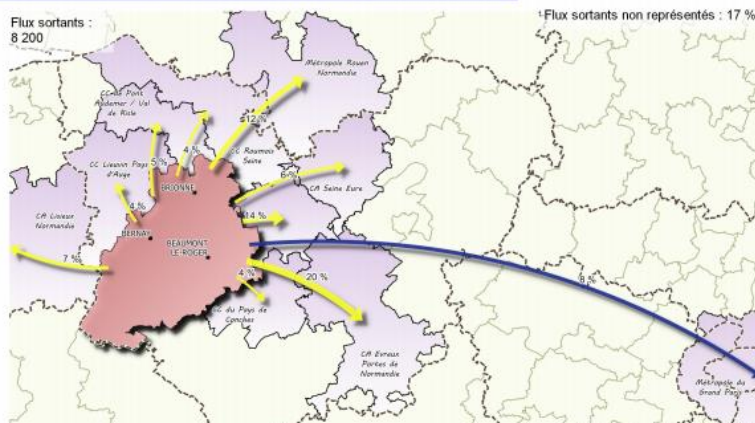 Flux sortants :
8 200
Flux sortants non représentés : 17 %
Métropole Rouen
Normandie
CC de Pont
Audemer / Val
de Risle
12 %
4 %
CC Roumois
Seine
5 %
CC Lieuvin Pays
d'Auge
6 %
CA Seine Eure
BRIONNE
4 %
CA Lisieux
Normandie
14 %
BERNAY
BEAUMONT
LE-ROGER
7 %
4 %
20 %
8 %
CC du Pays de
Conches
CA Evreux
Portes de
Normandie
Métropole du
Grand Paris